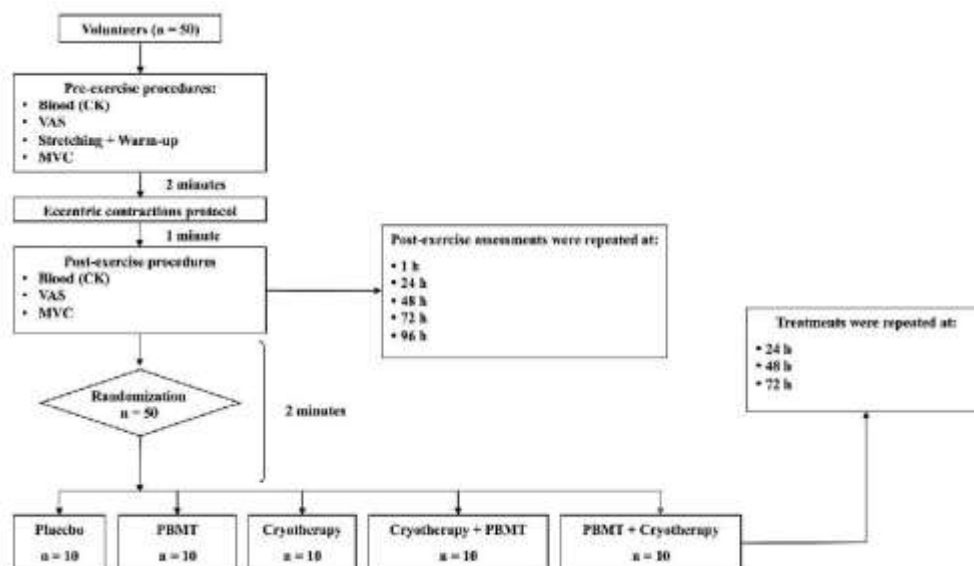 Volunteers (n = 50)
Pre-exercise procedures:
• Blood (CK)
• VAS
• Stretching + Warm-up
• MVC
2 minutes
Eccentric contractions protocol
1 minute
Post-exercise procedures
• Blood (CK)
• VAS
• MVC
Post-exercise assessments were repeated at:
• 1 h
• 24 h
• 48 h
• 72 h
• 96 h
Treatments were repeated at:
• 24 h
• 48 h
• 72 h
Randomization
n = 50
2 minutes
Placebo
n = 10
PBMT
n = 10
Cryotherapy
n = 10
Cryotherapy + PBMT
n = 10
PBMT + Cryotherapy
n = 10